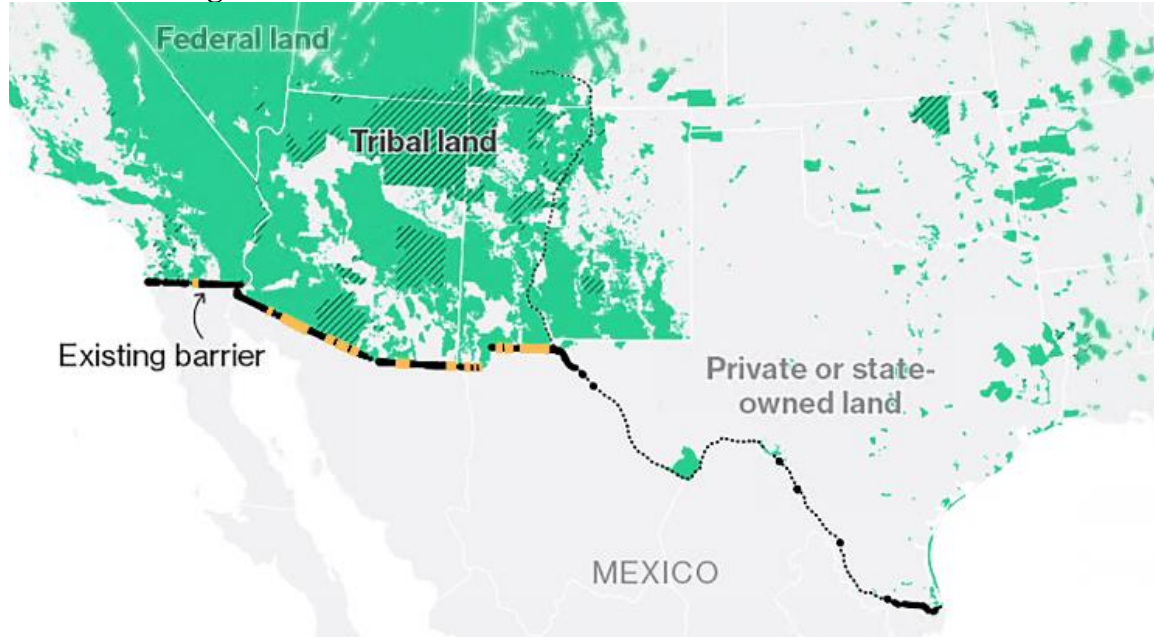 Federal land
Tribal land
Existing barrier
Private or state-
owned land
MEXICO